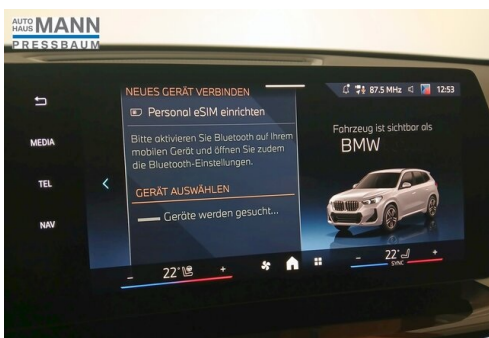 AUTO
HAUS MANN
PRESSBAUM
NEUES GERÄT VERBINDEN
87.5 MHz
12:53
Personal eSIM einrichten
Bitte aktivieren Sie Bluetooth auf Ihrem
mobilen Gerät und öffnen Sie zudem
die Bluetooth-Einstellungen.
GERÄT AUSWÄHLEN
Geräte werden gesucht...
Fahrzeug ist sichtbar als
BMW
MEDIA
TEL
NAV
- 22° +
- 22° +
SYNC